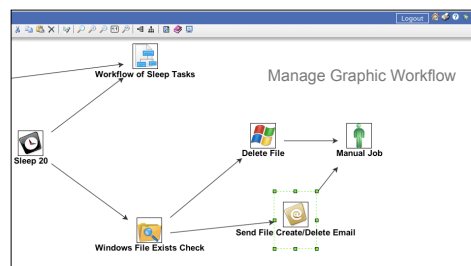 Logout
Workflow of Sleep Tasks
Manage Graphic Workflow
Sleep 20
Delete File
Manual Job
Send File Create/Delete Email
Windows File Exists Check